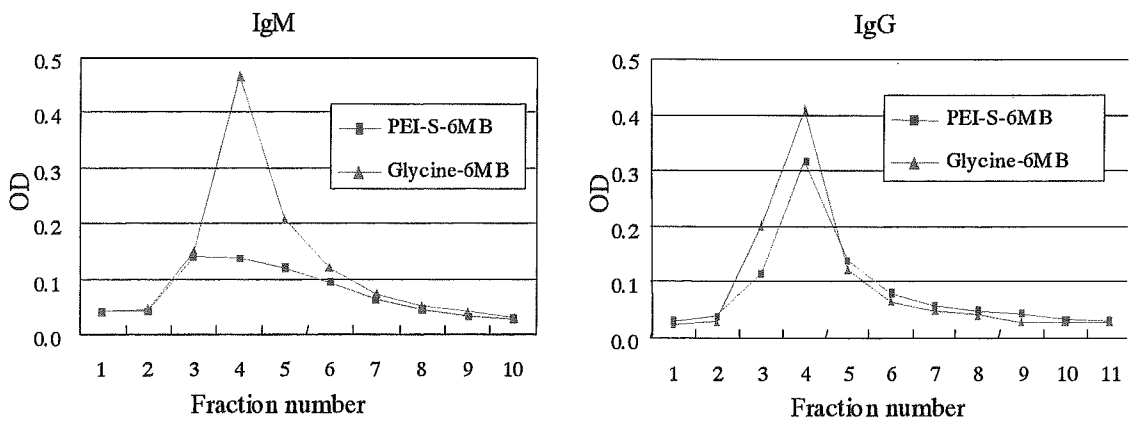 IgM
0.5
0.4
0.3
0.2
0.1
0.0
OD
PEI-S-6MB
Glycine-6MB
1 2 3 4 5 6 7 8 9 10
Fraction number
IgG
0.5
0.4
0.3
0.2
0.1
0.0
OD
PEI-S-6MB
Glycine-6MB
1 2 3 4 5 6 7 8 9 10 11
Fraction number